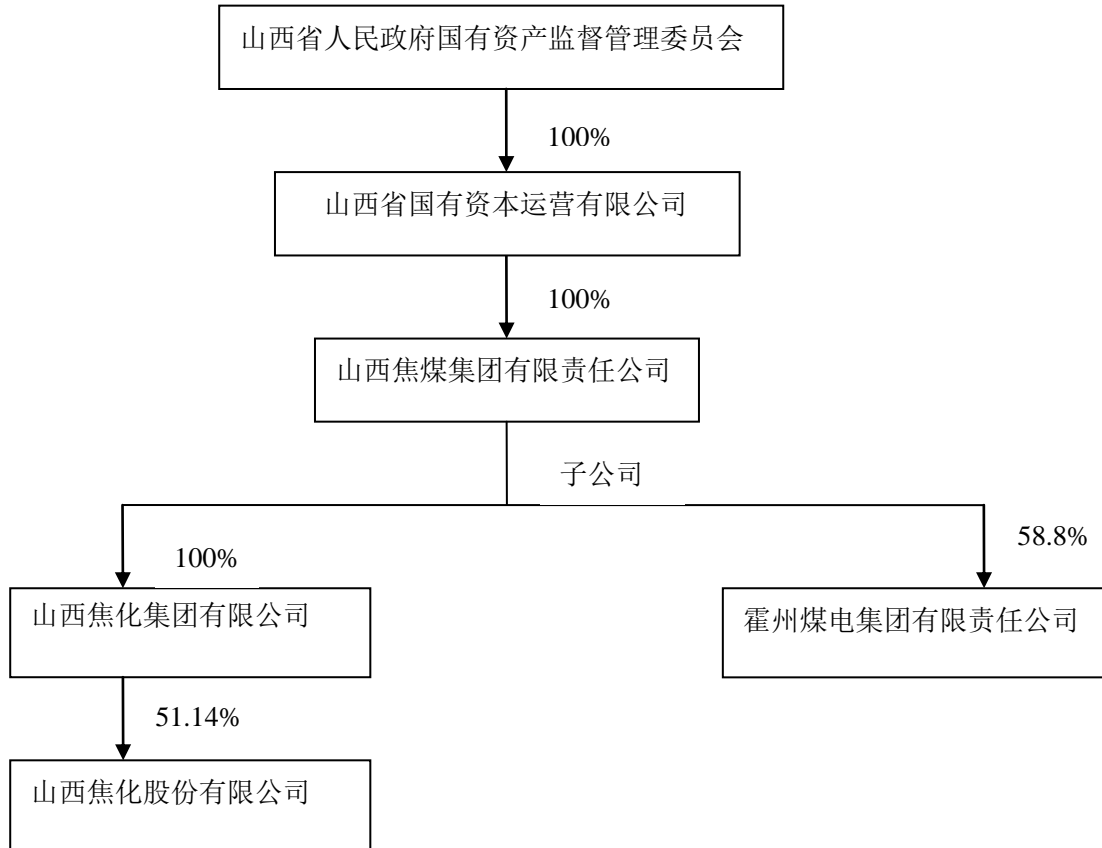 山西省人民政府国有资产监督管理委员会
100%
山西省国有资本运营有限公司
100%
山西焦煤集团有限责任公司
子公司
100%
58.8%
山西焦化集团有限公司
霍州煤电集团有限责任公司
51.14%
山西焦化股份有限公司